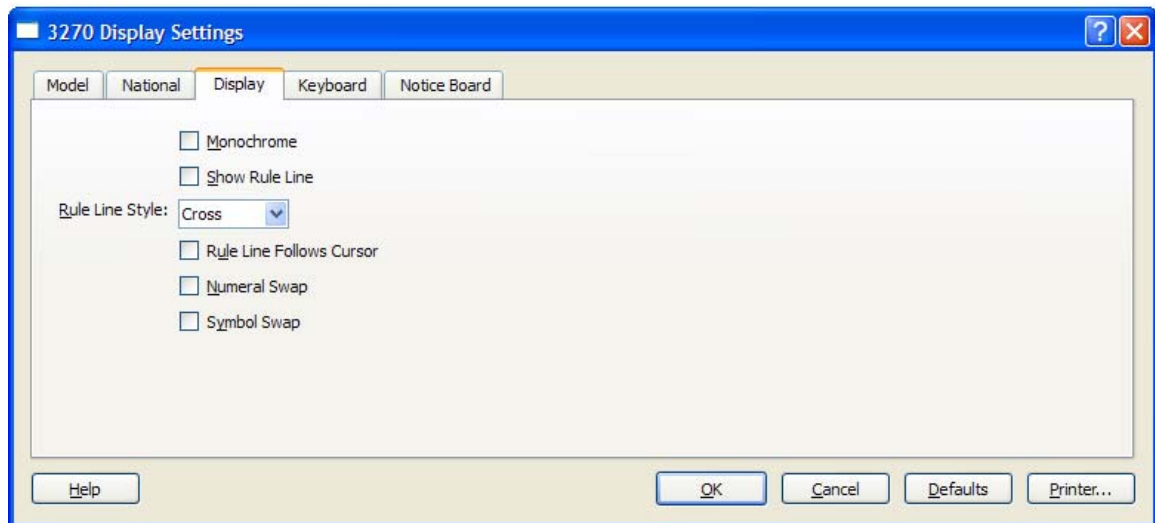 3270 Display Settings
Model National Display Keyboard Notice Board
Monochrome
Show Rule Line
Rule Line Style: Cross
Rule Line Follows Cursor
Numeral Swap
Symbol Swap
Help OK Cancel Defaults Printer...